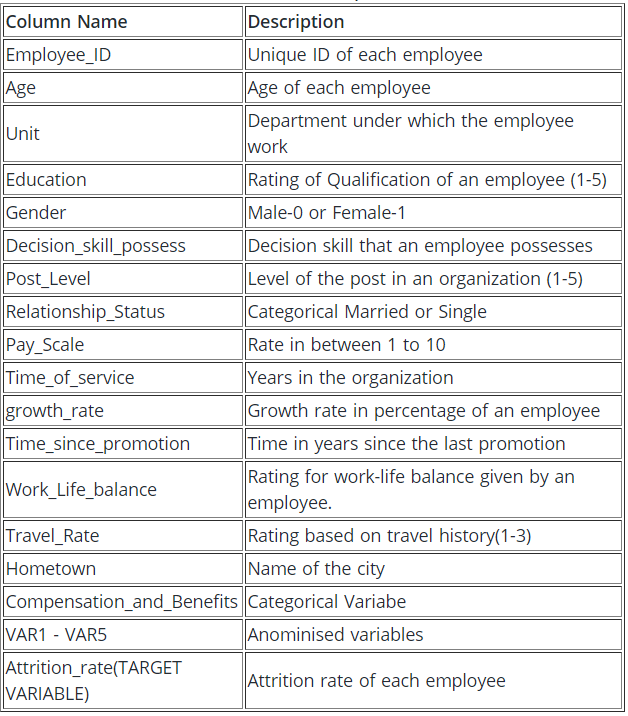 Column Name Description
Employee_ID Unique ID of each employee
Age Age of each employee
Unit Department under which the employee
work
Education Rating of Qualification of an employee (1-5)
Gender Male-0 or Female-1
Decision_skill_possess Decision skill that an employee possesses
Post_Level Level of the post in an organization (1-5)
Relationship_Status Categorical Married or Single
Pay_Scale Rate in between 1 to 10
Time_of_service Years in the organization
growth_rate Growth rate in percentage of an employee
Time_since_promotion Time in years since the last promotion
Work_Life_balance Rating for work-life balance given by an
employee.
Travel_Rate Rating based on travel history(1-3)
Hometown Name of the city
Compensation_and_Benefits Categorical Variabe
VAR1 - VAR5 Anominised variables
Attrition_rate(TARGET
VARIABLE) Attrition rate of each employee